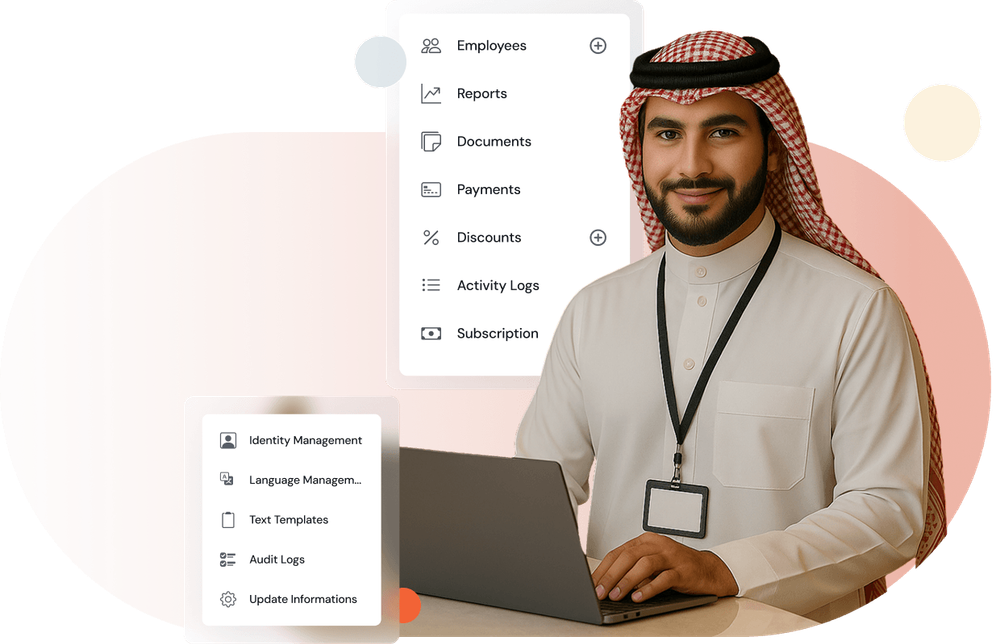 Employees
Reports
Documents
Payments
Discounts
Activity Logs
Subscription
Identity Management
Language Managem...
Text Templates
Audit Logs
Update Informations